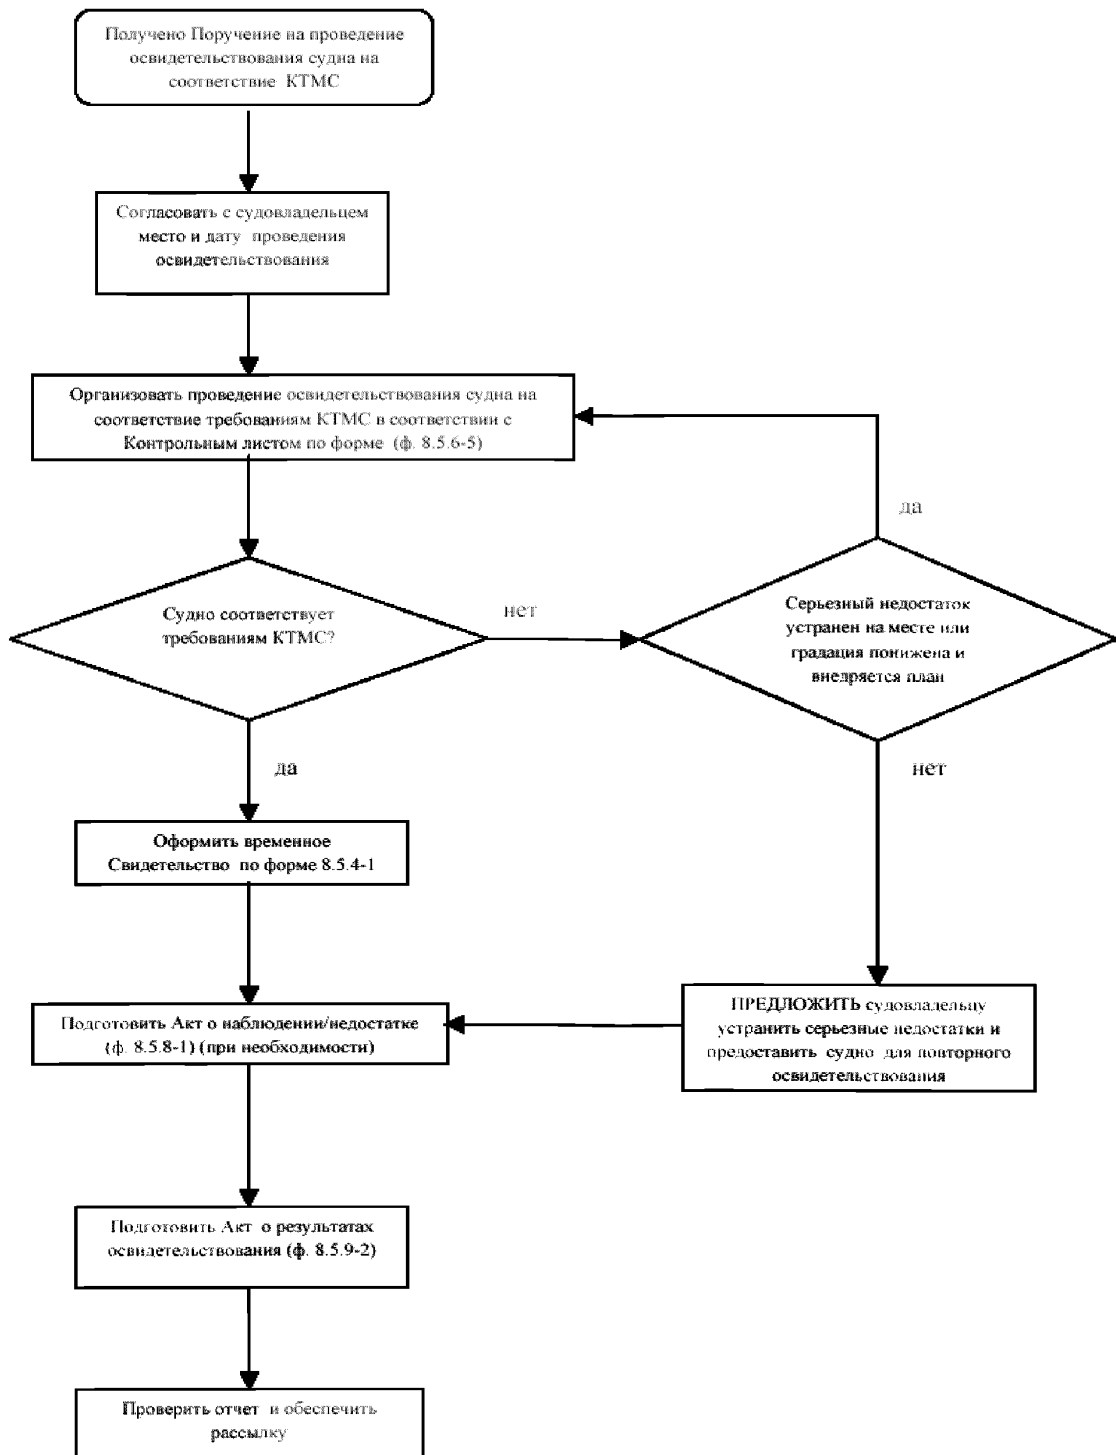 Получено Поручение на проведение
освидетельствования судна на
соответствие КТМС
Согласовать с судовладельцем
место и дату проведения
освидетельствования
Организовать проведение освидетельствования судна на
соответствие требованиям КТМС в соответствии с
Контрольным листом по форме (ф. 8.5.6-5)
да
Судно соответствует
требованиям КТМС?
нет
Серьезный недостаток
устранен на месте или
градация понижена и
внедряется план
да
нет
Оформить временное
Свидетельство по форме 8.5.4-1
Подготовить Акт о наблюдении/недостатке
(ф. 8.5.8-1) (при необходимости)
ПРЕДЛОЖИТЬ судовладельцу
устранить серьезные недостатки и
предоставить судно для повторного
освидетельствования
Подготовить Акт о результатах
освидетельствования (ф. 8.5.9-2)
Проверить отчет и обеспечить
рассылку